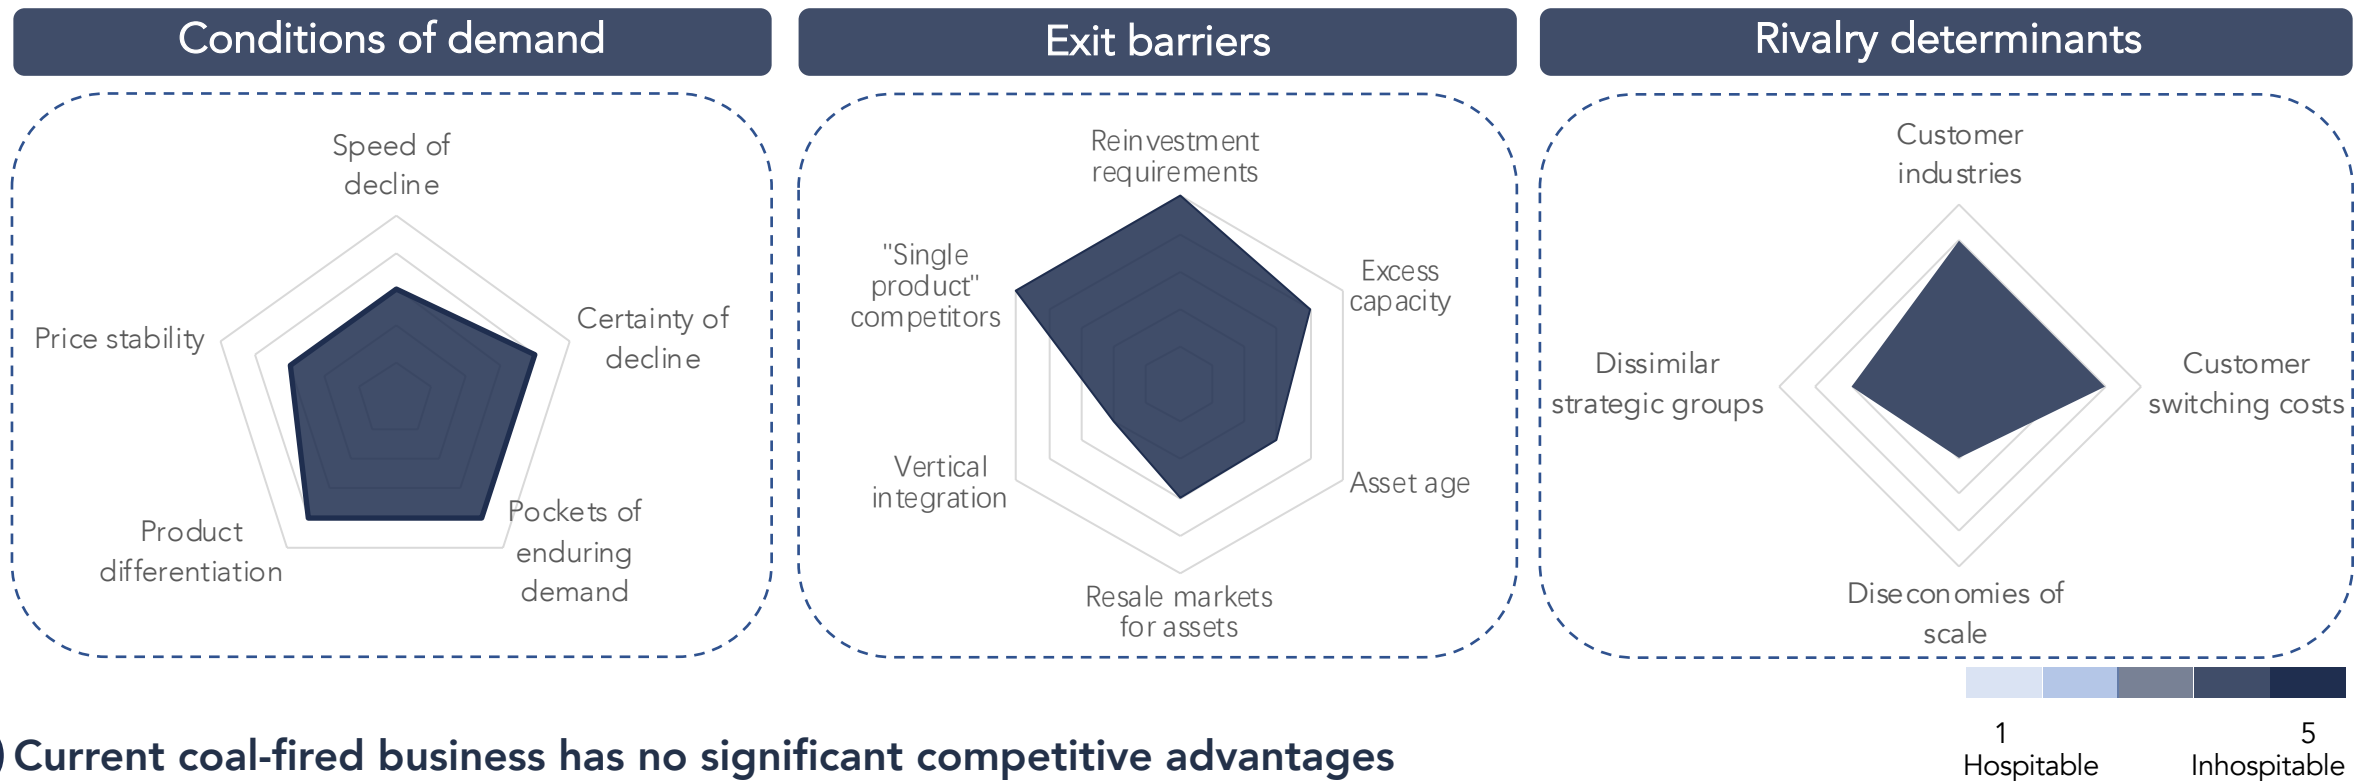 Conditions of demand
Speed of
decline
Certainty of
decline
Price stability
Pockets of
enduring
demand
Product
differentiation
Exit barriers
Reinvestment
requirements
"Single
product"
competitors
Excess
capacity
Vertical
integration
Asset age
Resale markets
for assets
Rivalry determinants
Customer
industries
Dissimilar
strategic groups
Customer
switching costs
Diseconomies of
scale
1
Hospitable
5
Inhospitable
) Current coal-fired business has no significant competitive advantages